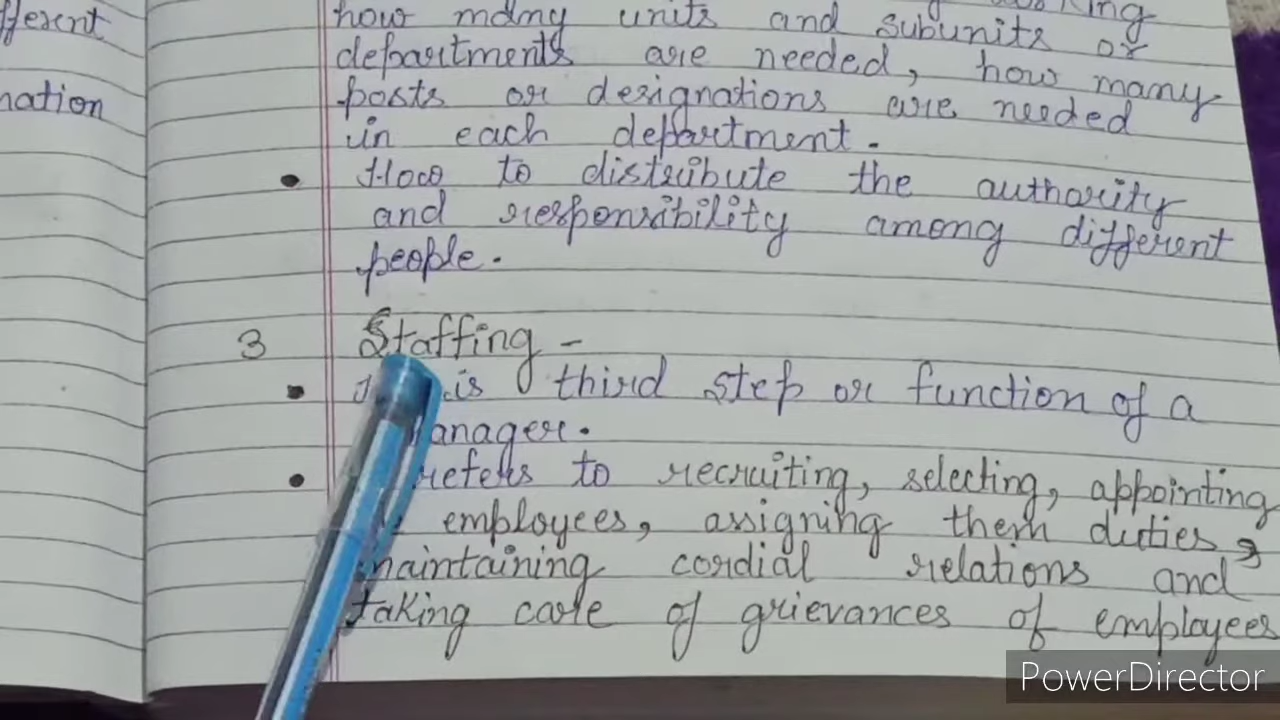 fferent
nation
how many units and subunits or
departments are needed, how many
posts or designations are needed
in each department.
• How to distribute the authority
and responsibility among different
people.
3 Staffing -
• is third step or function of a
anager.
• refers to recruiting, selecting, appointing
employees, assigning them duties,
maintaining cordial relations and
taking care of grievances of employees
PowerDirector